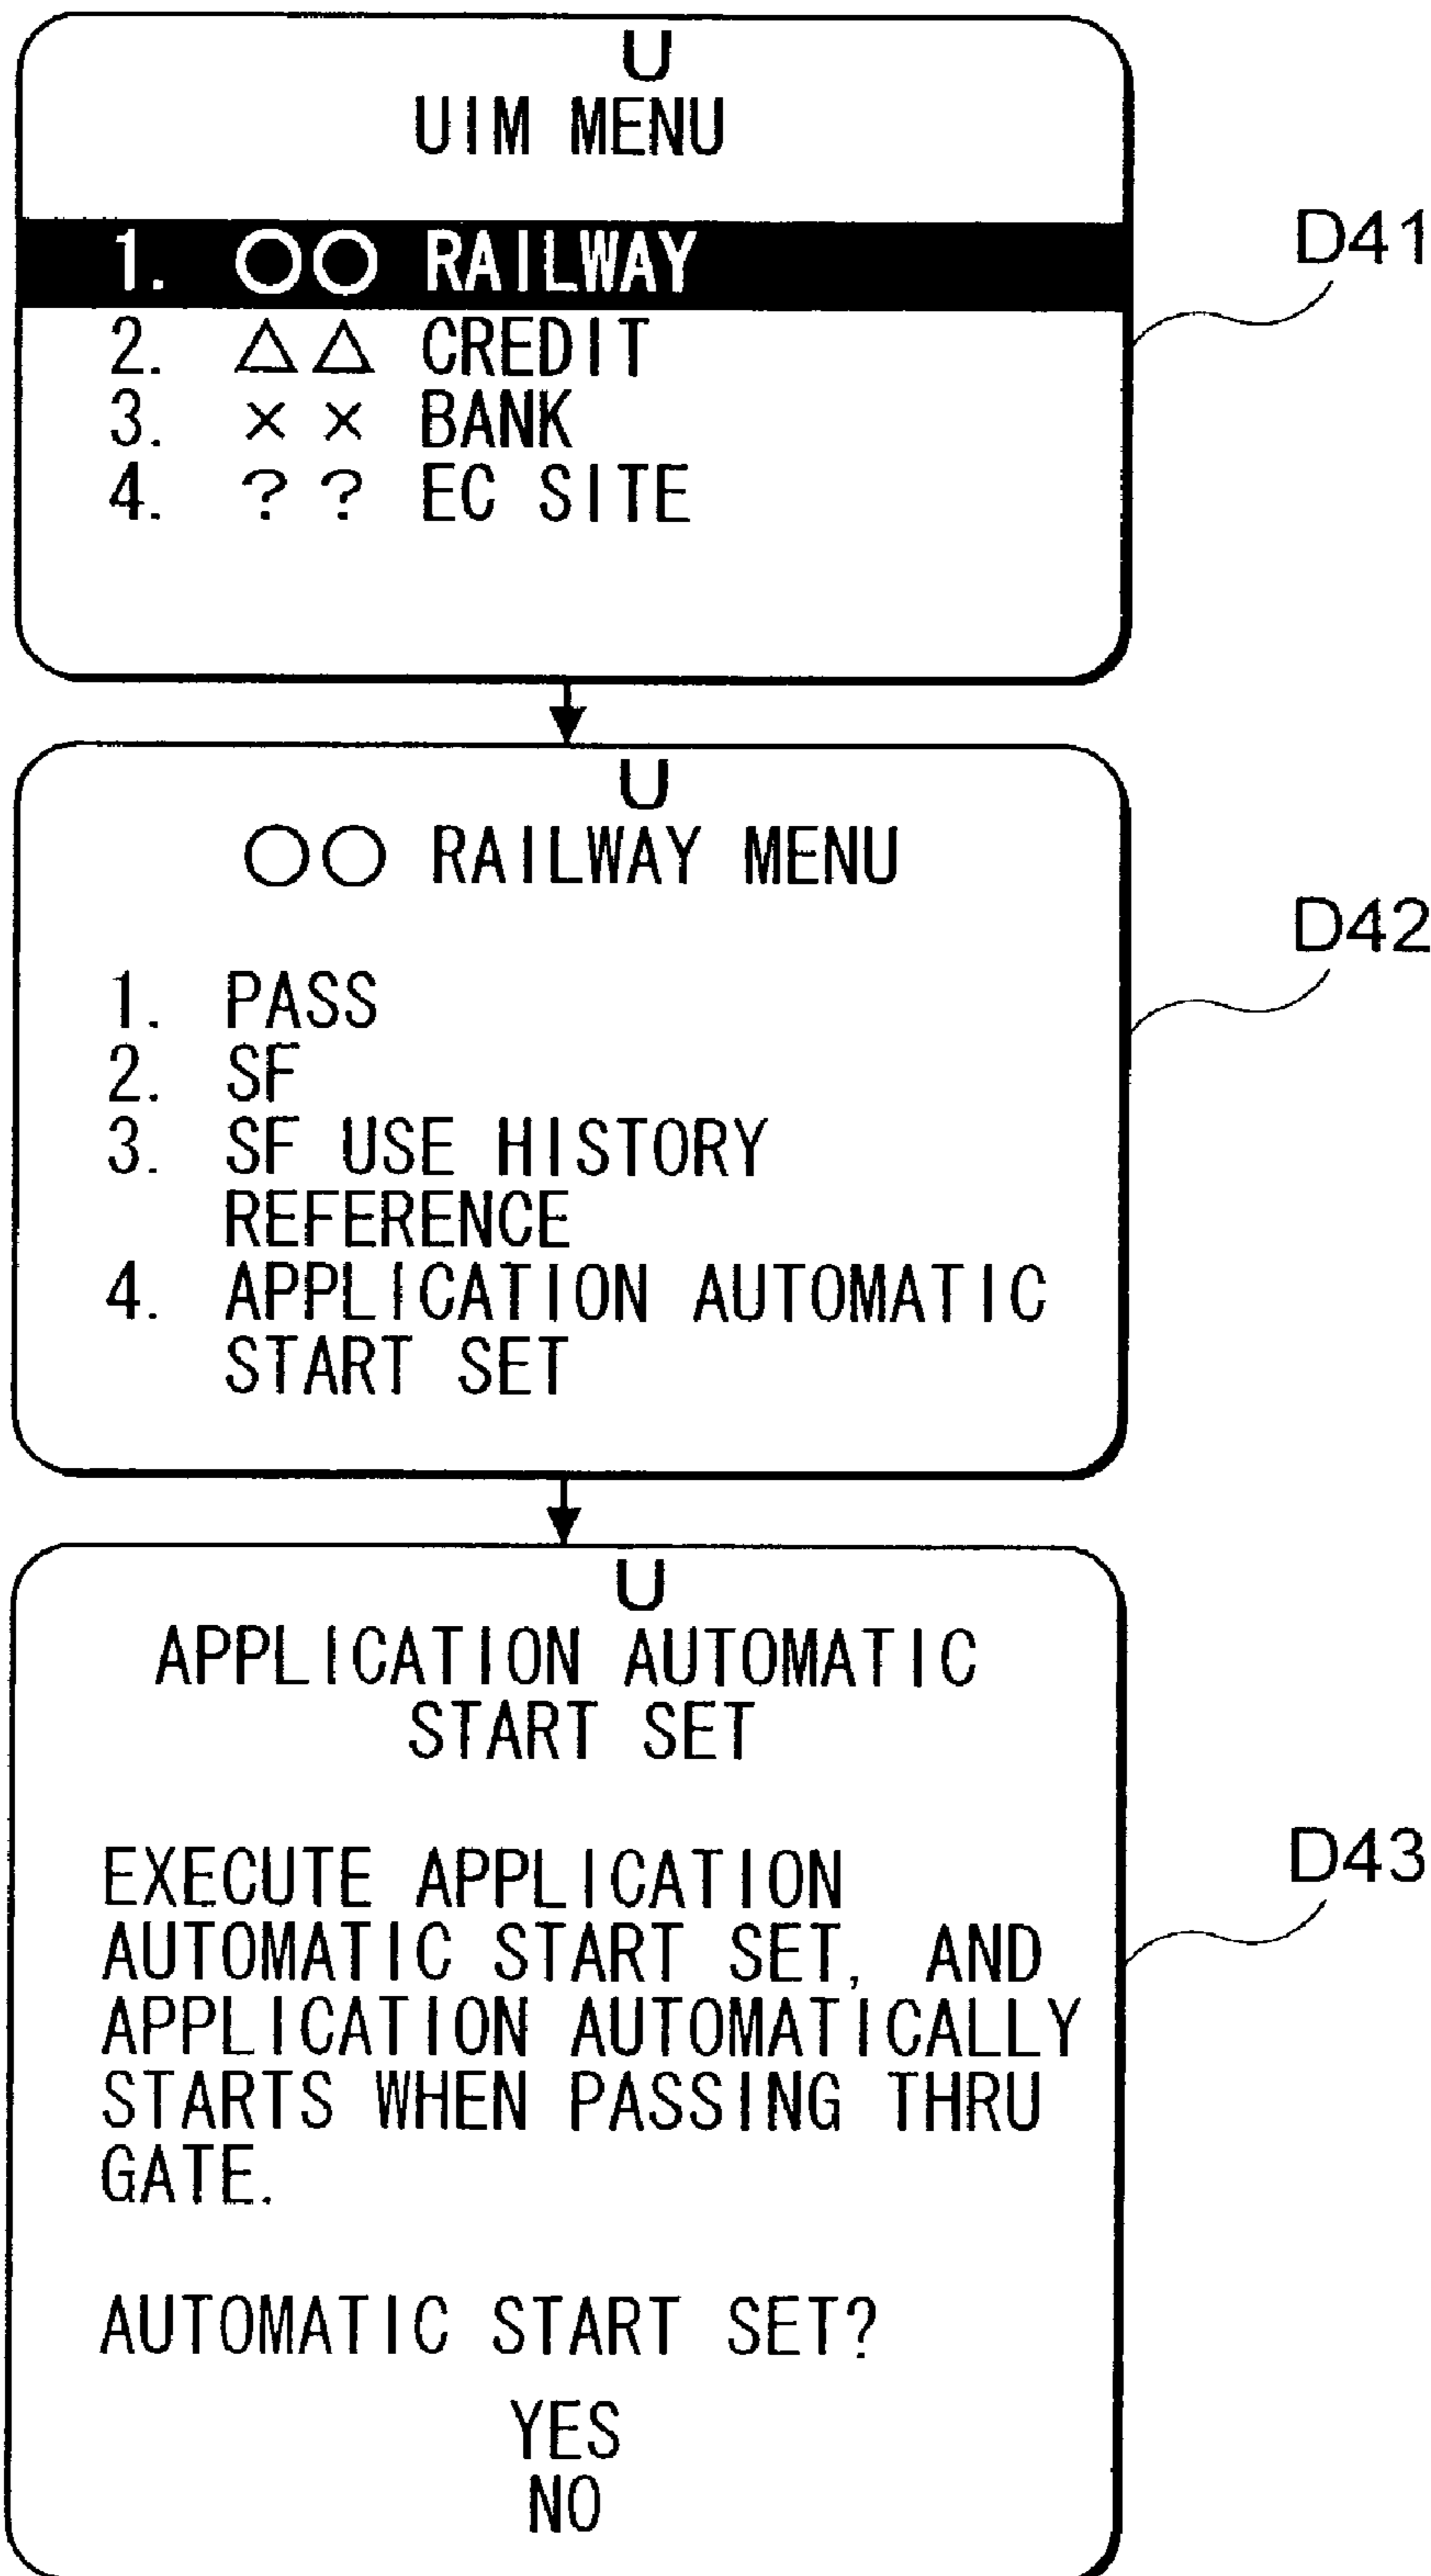 U
UIM MENU
1. ○○ RAILWAY
2. △△ CREDIT
3. ×× BANK
4. ?? EC SITE
D41
U
○○ RAILWAY MENU
1. PASS
2. SF
3. SF USE HISTORY
REFERENCE
4. APPLICATION AUTOMATIC
START SET
D42
U
APPLICATION AUTOMATIC
START SET
EXECUTE APPLICATION
AUTOMATIC START SET, AND
APPLICATION AUTOMATICALLY
STARTS WHEN PASSING THRU
GATE.
AUTOMATIC START SET?
YES
NO
D43